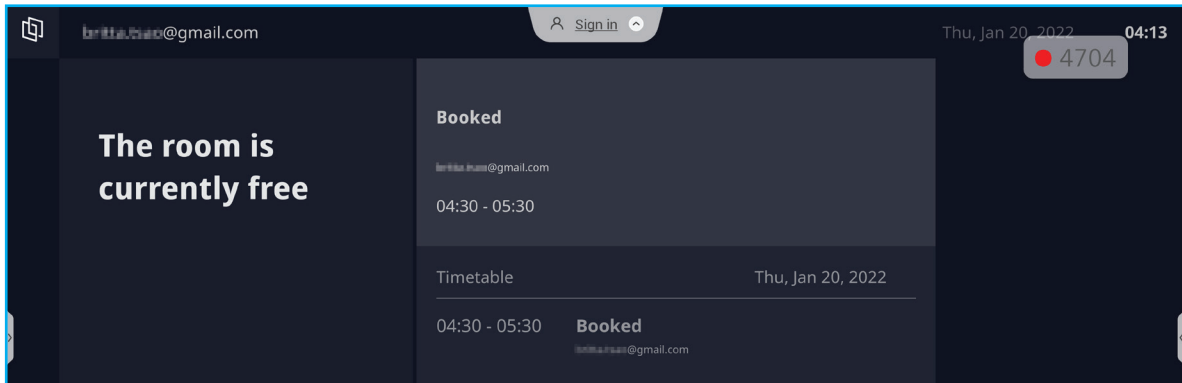 @gmail.com
Sign in
Thu, Jan 20, 2022
04:13
4704
The room is
currently free
Booked
@gmail.com
04:30 - 05:30
Timetable
Thu, Jan 20, 2022
04:30 - 05:30
Booked
@gmail.com